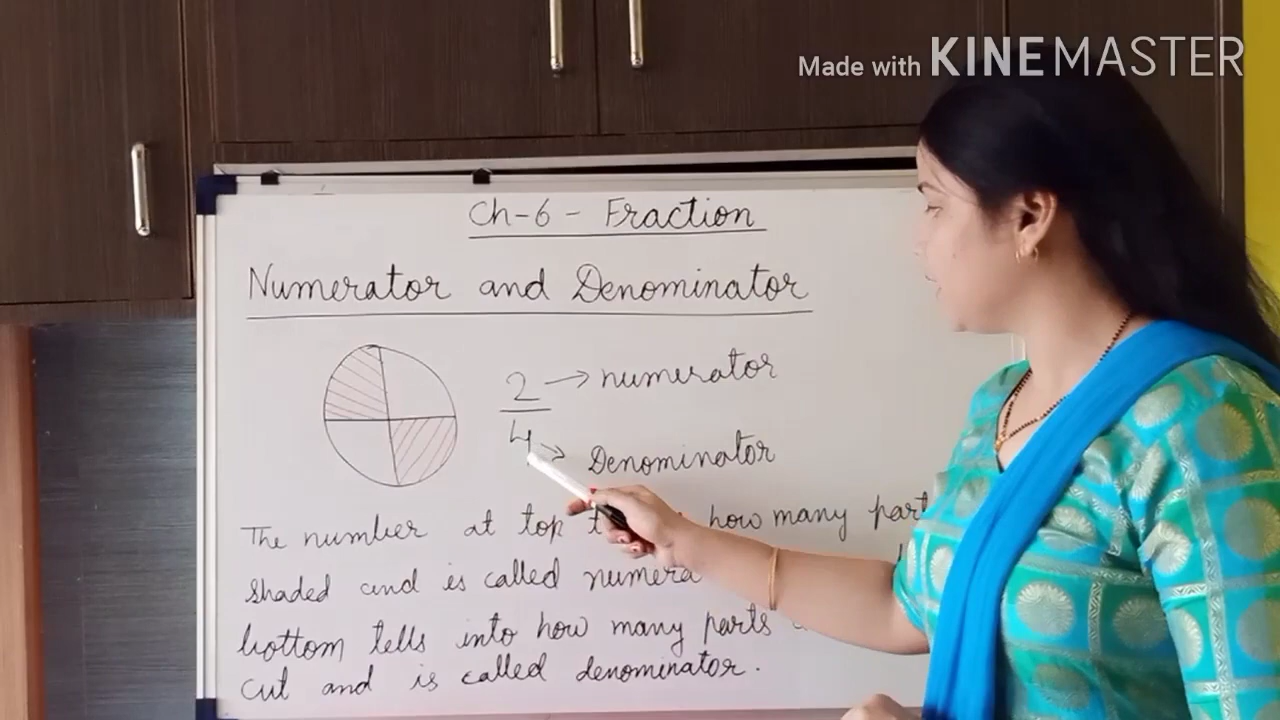 Made with KINEMASTER
Ch-6 - Fraction
Numerator and Denominator
2 → numerator
4 → Denominator
The number at top how many
shaded and is called
bottom tells into how many parts
cut and is called denominator.